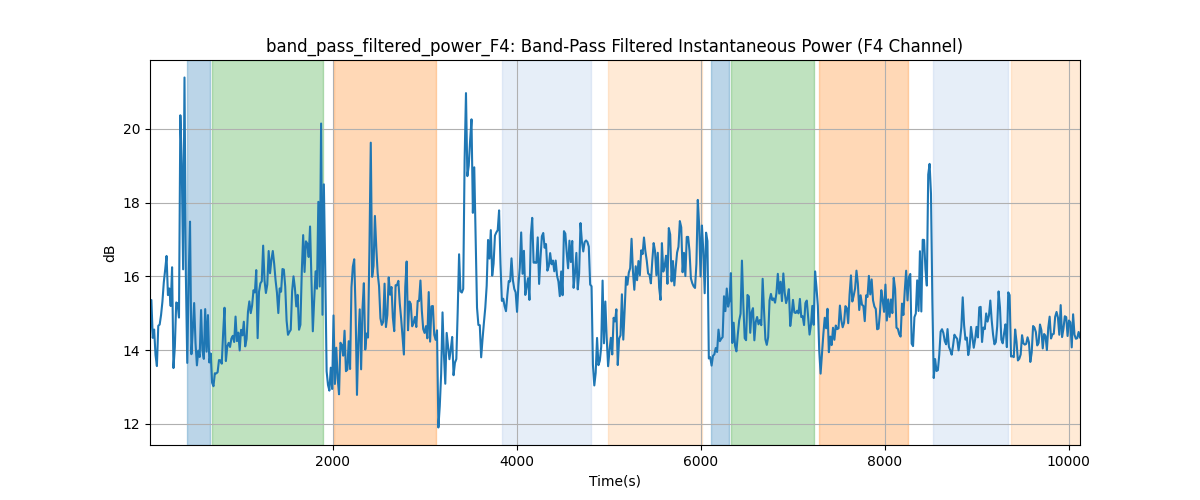 band_pass_filtered_power_F4: Band-Pass Filtered Instantaneous Power (F4 Channel)
dB
20
18
16
14
12
2000 4000 6000 8000 10000
Time(s)